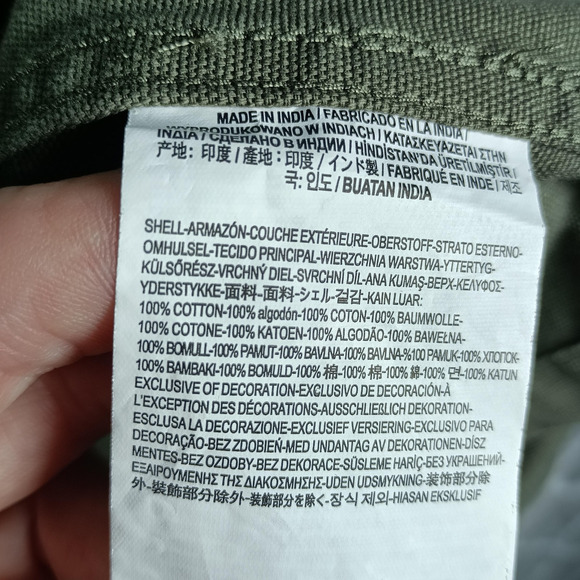 MADE IN INDIA / FABRICADO EN LA INDIA /
WYPRODUKOWANO W INDIACH / ΚΑΤΑΣΚΕΥΑΖΕΤΑΙ ΣΤΗΝ
ΙΝΔΙΑ / СДЕЛАНО В ИНДИИ / HİNDİSTAN'DA ÜRETİLMİŞTİR /
产地: 印度 / 產地: 印度 / インド製 / FABRIQUÉ EN INDE / 제조
국: 인도 / BUATAN INDIA
SHELL-ARMAZÓN-COUCHE EXTÉRIEURE-OBERSTOFF-STRATO ESTERNO-
OMHULSEL-TECIDO PRINCIPAL-WIERZCHNIA WARSTWA-YTTERTYG-
KÜLSŐRÉSZ-VRCHNÝ DIEL-SVRCHNÍ DÍL-ANA KUMAŞ-ВЕРХ-ΚΕΛΥΦΟΣ-
YDERSTYKKE-面料-面料-シェル-겉감-KAIN LUAR:
100% COTTON-100% algodón-100% COTON-100% BAUMWOLLE-
100% COTONE-100% KATOEN-100% ALGODÃO-100% BAWEŁNA-
100% BOMULL-100% PAMUT-100% BAVLNA-100% BAVLNA-%100 PAMUK-100% ХЛОПОК-
100% ΒΑΜΒΑΚΙ-100% BOMULD-100% 棉-100% 棉-100% 綿-100% 면-100% KATUN
EXCLUSIVE OF DECORATION-EXCLUSIVO DE DECORACIÓN-À
L'EXCEPTION DES DÉCORATIONS-AUSSCHLIEßLICH DEKORATION-
ESCLUSA LA DECORAZIONE-EXCLUSIEF VERSIERING-EXCLUSIVO PARA
DECORAÇÃO-BEZ ZDOBIEŃ-MED UNDANTAG AV DEKORATIONEN-DÍSZ
MENTES-BEZ OZDOBY-BEZ DEKORACE-SÜSLEME HARİÇ-БЕЗ УКРАШЕНИЙ-
ΕΞΑΙΡΟΥΜΕΝΗΣ ΤΗΣ ΔΙΑΚΟΣΜΗΣΗΣ-UDEN UDSMYKNING-装饰部分除
外-裝飾部分除外-装飾部分を除く-장식 제외-HIASAN EKSKLUSIF